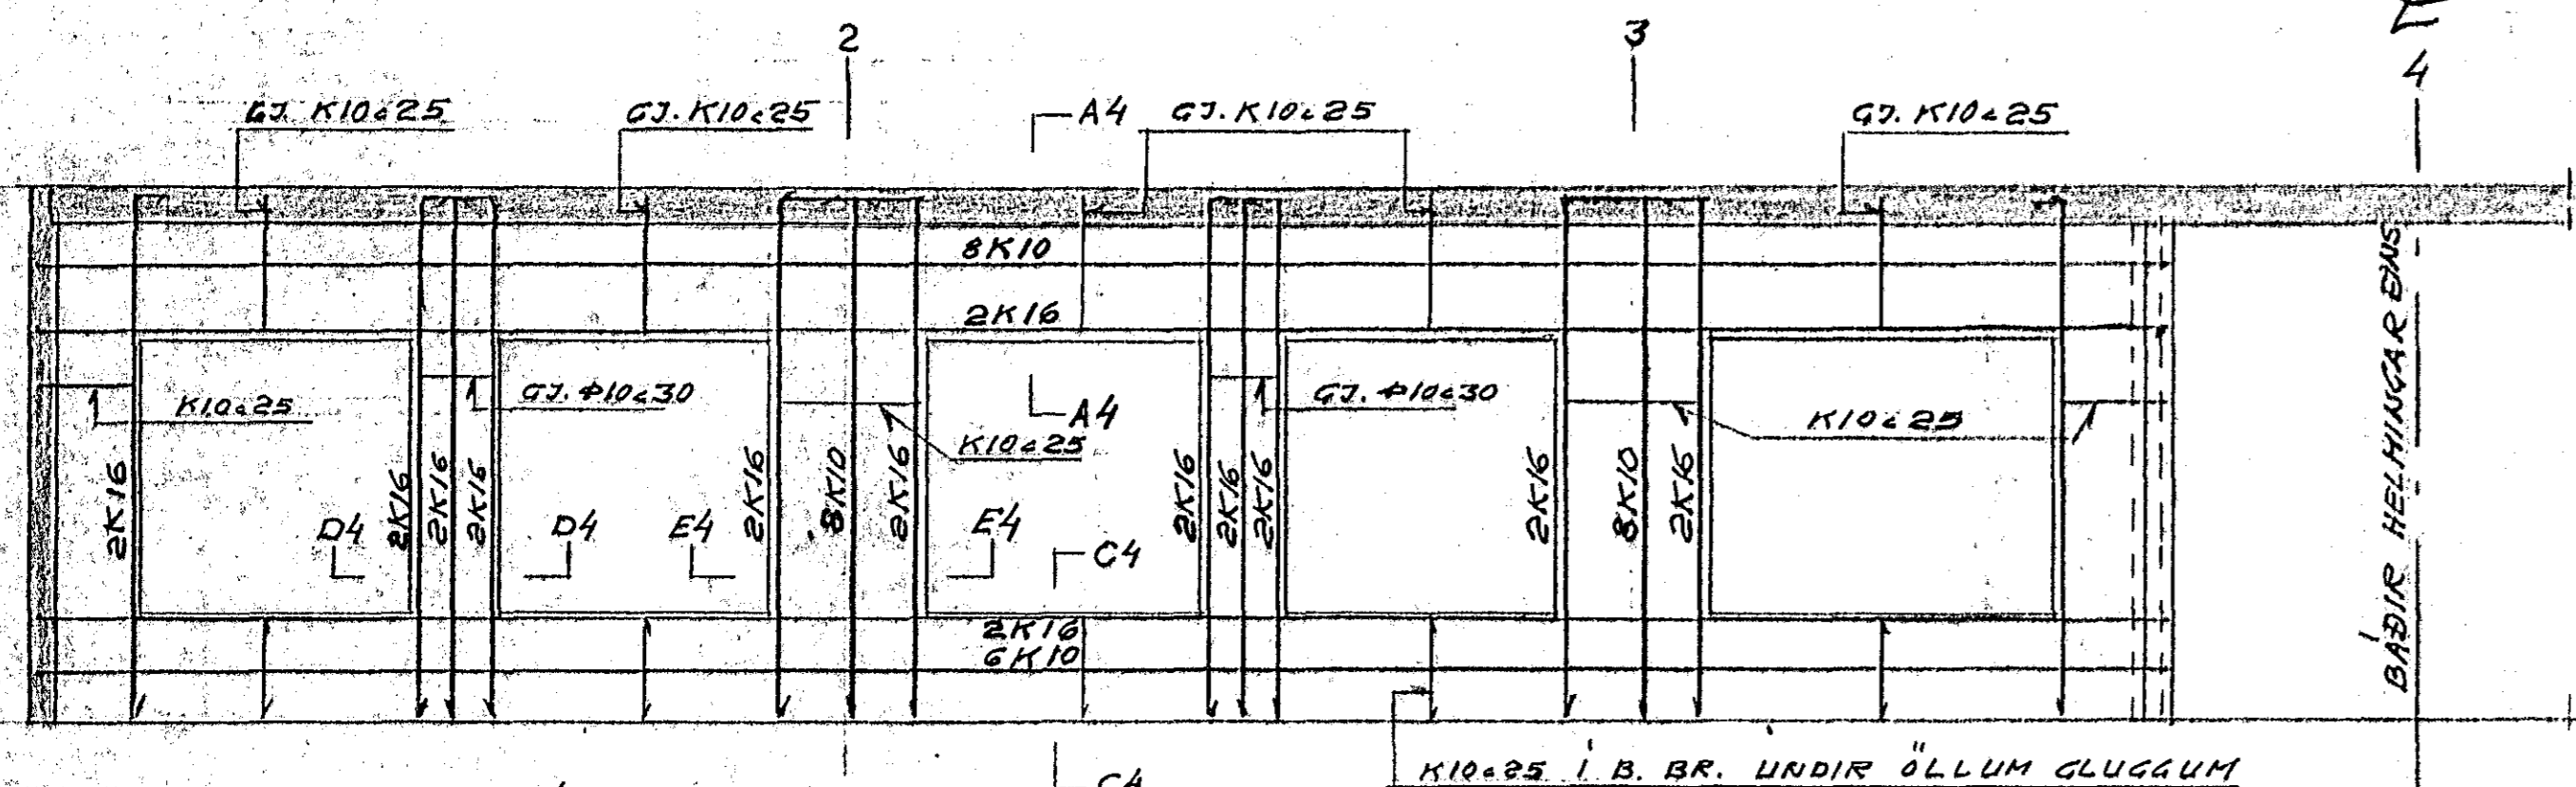 2
3
4
GJ. K10c25
GJ. K10c25
A4
GJ. K10c25
GJ. K10c25
8K10
2K16
K10c25
GJ. Φ10c30
A4
K10c25
GJ. Φ10c30
K10c25
2K16
2K16
2K16
2K16
2K16
8K10
2K16
2K16
2K16
2K16
2K16
8K10
2K16
D4
D4
E4
E4
C4
2K16
6K10
BÁÐIR HELMINGAR EINS
C4
K10c25 Í B. BR. UNDIR ÖLLUM GLUGGUM